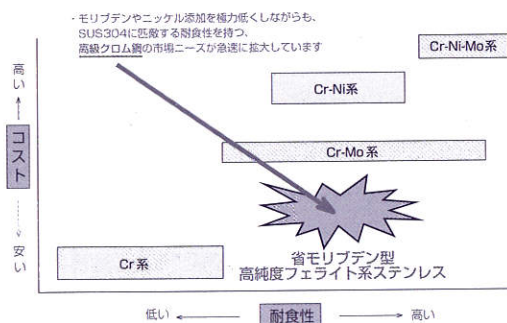 ・モリブデンやニッケル添加を極力低くしながらも、
SUS304に匹敵する耐食性を持つ、
高級クロム鋼の市場ニーズが急速に拡大しています
Cr-Ni-Mo系
Cr-Ni系
Cr-Mo系
高い
コスト
安い
Cr系
省モリブデン型
高純度フェライト系ステンレス
低い
耐食性
高い